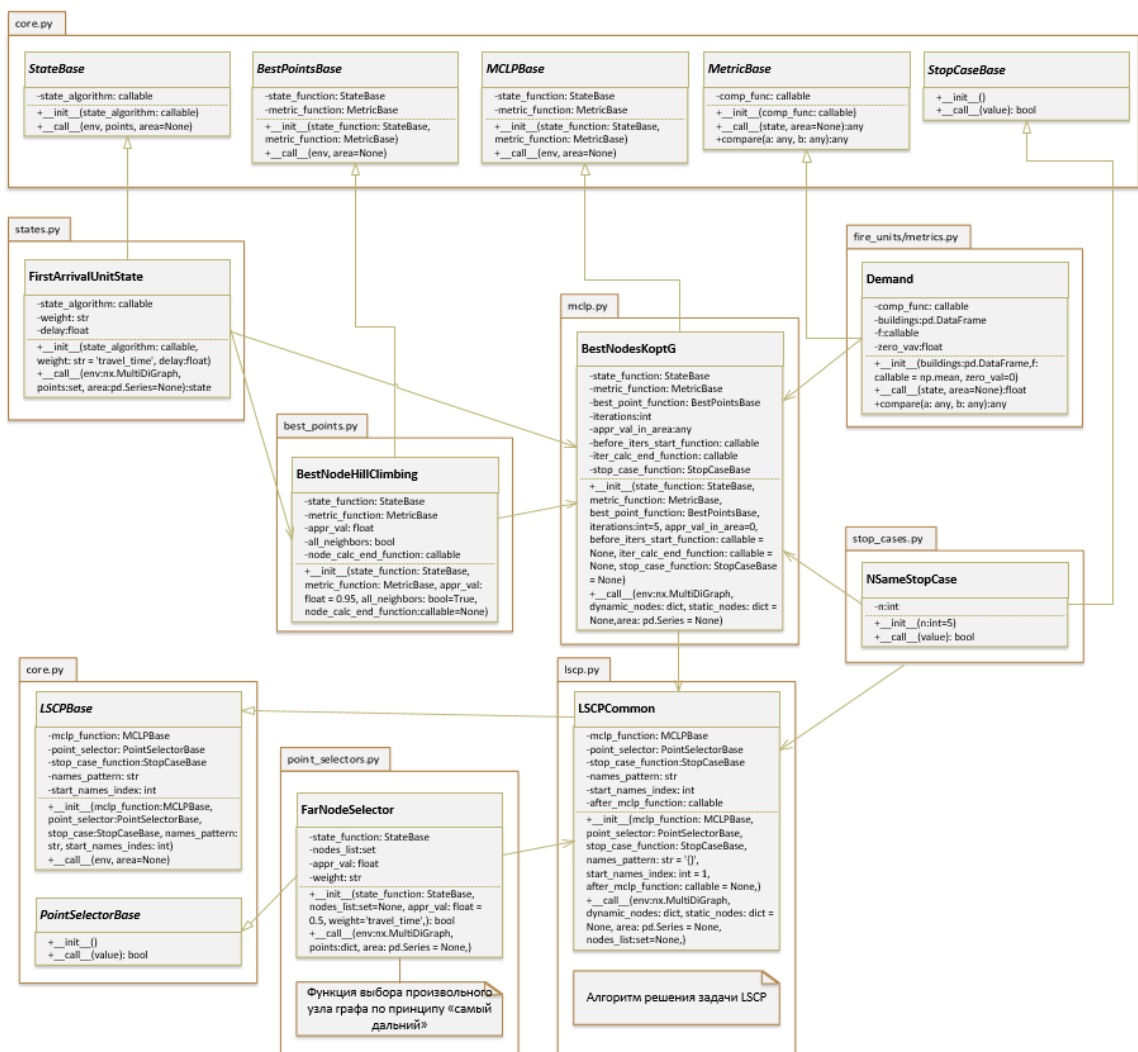 core.py
StateBase
-state_algorithm: callable
+__init__(state_algorithm: callable)
+__call__(env, points, area=None)
BestPointsBase
-state_function: StateBase
-metric_function: MetricBase
+__init__(state_function: StateBase,
metric_function: MetricBase)
+__call__(env, area=None)
MCLPBase
-state_function: StateBase
-metric_function: MetricBase
+__init__(state_function: StateBase,
metric_function: MetricBase)
+__call__(env, area=None)
MetricBase
-comp_func: callable
+__init__(comp_func: callable)
+__call__(state, area=None):any
+compare(a: any, b: any):any
StopCaseBase
+__init__()
+__call__(value): bool
states.py
FirstArrivalUnitState
-state_algorithm: callable
-weight: str
-delay:float
+__init__(state_algorithm: callable,
weight: str = 'travel_time', delay:float)
+__call__(env:nx.MultiDiGraph,
points:set, area:pd.Series=None):state
fire_units/metrics.py
Demand
-comp_func: callable
-buildings:pd.DataFrame
-f:callable
-zero_vav:float
+__init__(buildings:pd.DataFrame,f:
callable = np.mean, zero_val=0)
+__call__(state, area=None):float
+compare(a: any, b: any):any
mclp.py
BestNodesKoptG
-state_function: StateBase
-metric_function: MetricBase
-best_point_function: BestPointsBase
-iterations:int
-appr_val_in_area:any
-before_iters_start_function: callable
-iter_calc_end_function: callable
-stop_case_function: StopCaseBase
+__init__(state_function: StateBase,
metric_function: MetricBase,
best_point_function: BestPointsBase,
iterations:int=5, appr_val_in_area=0,
before_iters_start_function: callable =
None, iter_calc_end_function: callable =
None, stop_case_function: StopCaseBase
= None)
+__call__(env:nx.MultiDiGraph,
dynamic_nodes: dict, static_nodes: dict =
None,area: pd.Series = None)
best_points.py
BestNodeHillClimbing
-state_function: StateBase
-metric_function: MetricBase
-appr_val: float
-all_neighbors: bool
-node_calc_end_function: callable
+__init__(state_function: StateBase,
metric_function: MetricBase, appr_val:
float = 0.95, all_neighbors: bool=True,
node_calc_end_function:callable=None)
stop_cases.py
NSameStopCase
-n:int
+__init__(n:int=5)
+__call__(value): bool
core.py
LSCPBase
-mclp_function: MCLPBase
-point_selector: PointSelectorBase
-stop_case_function:StopCaseBase
-names_pattern: str
-start_names_index: int
+__init__(mclp_function:MCLPBase,
point_selector:PointSelectorBase,
stop_case:StopCaseBase, names_pattern:
str, start_names_indes: int)
+__call__(env, area=None)
PointSelectorBase
+__init__()
+__call__(value): bool
point_selectors.py
FarNodeSelector
-state_function: StateBase
-nodes_list:set
-appr_val: float
-weight: str
+__init__(state_function: StateBase,
nodes_list:set=None, appr_val: float =
0.5, weight='travel_time',): bool
+__call__(env:nx.MultiDiGraph,
points:dict, area: pd.Series = None,)
Функция выбора произвольного
узла графа по принципу «самый
дальний»
lscp.py
LSCPCommon
-mclp_function: MCLPBase
-point_selector: PointSelectorBase
-stop_case_function: StopCaseBase
-names_pattern: str
-start_names_index: int
-after_mclp_function: callable
+__init__(mclp_function: MCLPBase,
point_selector: PointSelectorBase,
stop_case_function: StopCaseBase,
names_pattern: str = '{}',
start_names_index: int = 1,
after_mclp_function: callable = None,)
+__call__(env:nx.MultiDiGraph,
dynamic_nodes: dict, static_nodes: dict =
None, area: pd.Series = None,
nodes_list:set=None,)
Алгоритм решения задачи LSCP